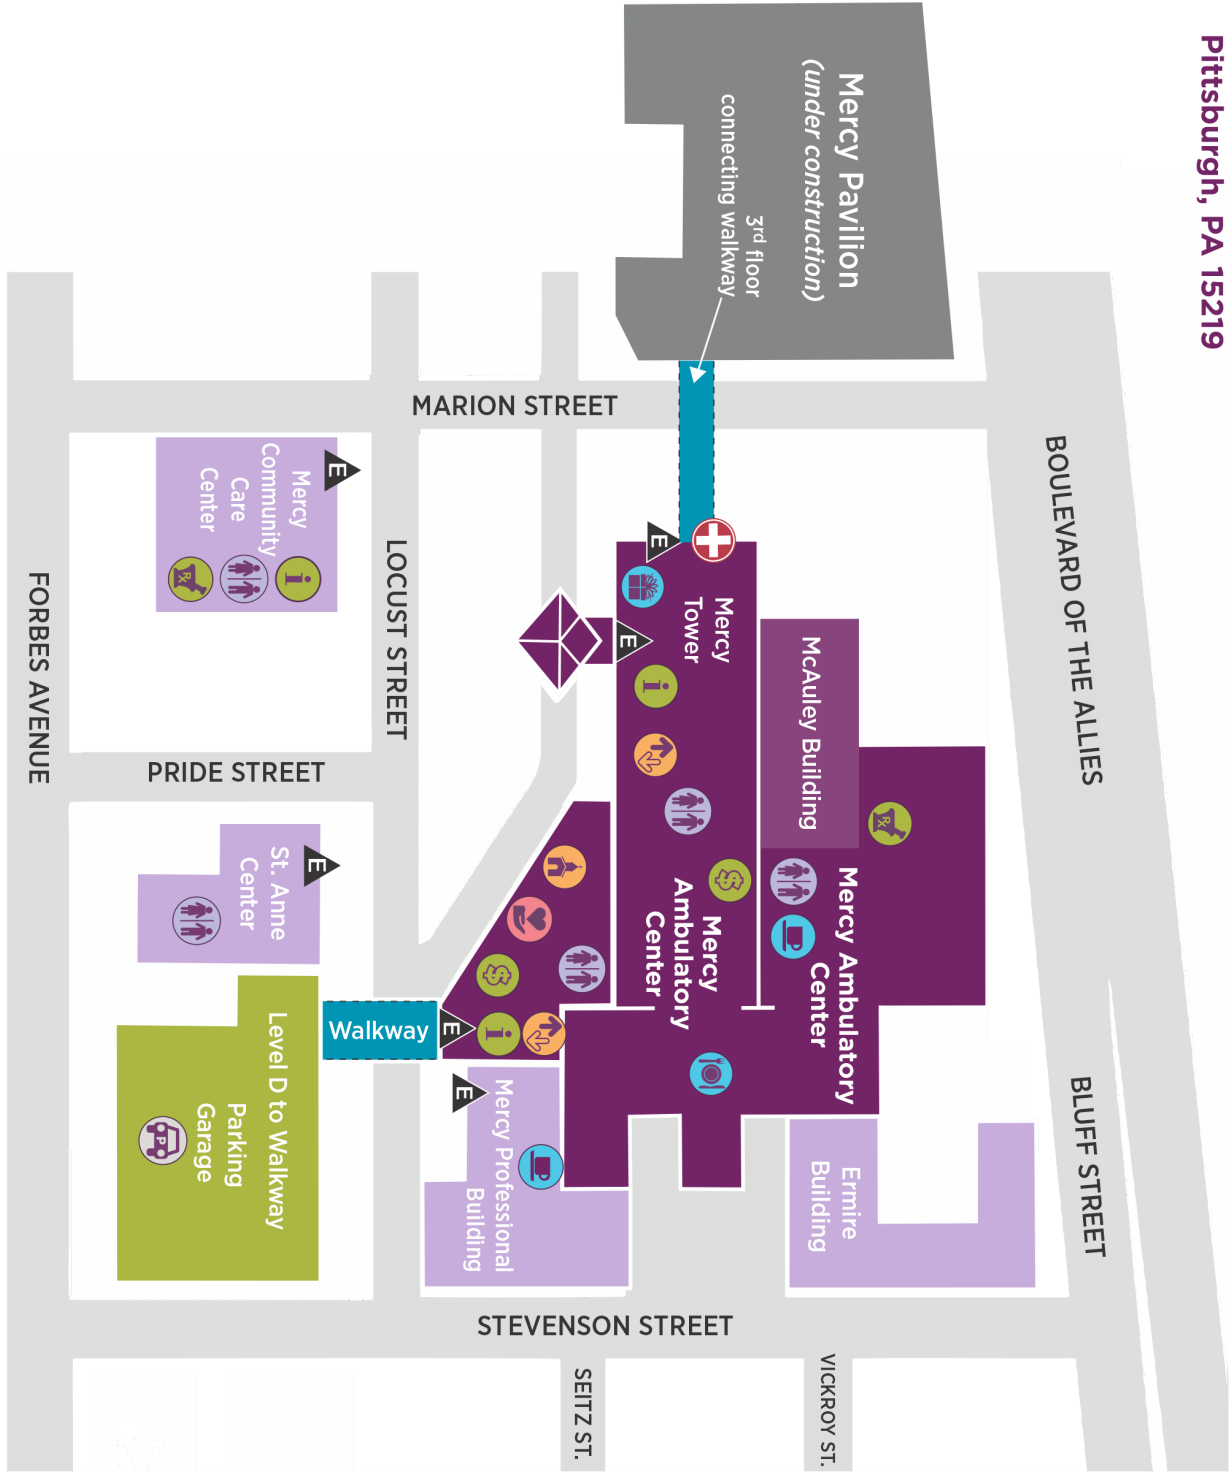 Pittsburgh, PA 15219
Mercy Pavilion
(under construction)
3rd floor
connecting walkway
MARION STREET
BOULEVARD OF THE ALLIES
Mercy
Community
Care
Center
E
i
Rx
LOCUST STREET
FORBES AVENUE
E
E
Mercy
Tower
i
McAuley Building
Rx
PRIDE STREET
St. Anne
Center
E
$
Mercy
Ambulatory
Center
Mercy Ambulatory
Center
$
i
E
Walkway
Level D to Walkway
Parking
Garage
P
E
Mercy Professional
Building
Ermire
Building
BLUFF STREET
STEVENSON STREET
SEITZ ST.
VICKROY ST.